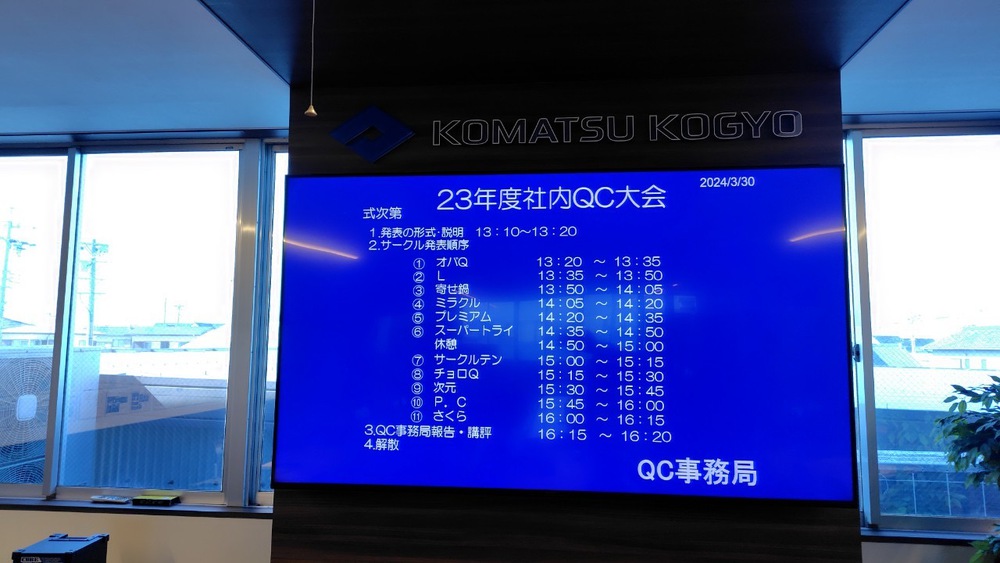 KOMATSU KOGYO
2024/3/30
23年度社内QC大会
式次第
1.発表の形式・説明 13：10～13：20
2.サークル発表順序
① オバQ 13：20 ～ 13：35
② L 13：35 ～ 13：50
③ 寄せ鍋 13：50 ～ 14：05
④ ミラクル 14：05 ～ 14：20
⑤ プレミアム 14：20 ～ 14：35
⑥ スーパートライ 14：35 ～ 14：50
休憩 14：50 ～ 15：00
⑦ サークルテン 15：00 ～ 15：15
⑧ チョロQ 15：15 ～ 15：30
⑨ 次元 15：30 ～ 15：45
⑩ P．C 15：45 ～ 16：00
⑪ さくら 16：00 ～ 16：15
3.QC事務局報告・講評 16：15 ～ 16：20
4.解散
QC事務局